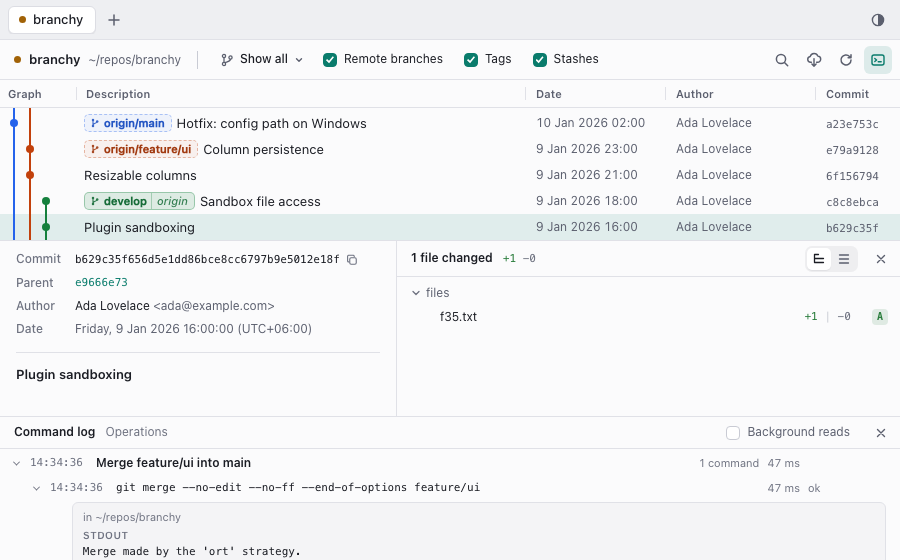 branchy
branchy ~/repos/branchy Show all Remote branches Tags Stashes
Graph Description Date Author Commit
origin/main Hotfix: config path on Windows 10 Jan 2026 02:00 Ada Lovelace a23e753c
origin/feature/ui Column persistence 9 Jan 2026 23:00 Ada Lovelace e79a9128
Resizable columns 9 Jan 2026 21:00 Ada Lovelace 6f156794
develop origin Sandbox file access 9 Jan 2026 18:00 Ada Lovelace c8c8ebca
Plugin sandboxing 9 Jan 2026 16:00 Ada Lovelace b629c35f
Commit b629c35f656d5e1dd86bce8cc6797b9e5012e18f
Parent e9666e73
Author Ada Lovelace <ada@example.com>
Date Friday, 9 Jan 2026 16:00:00 (UTC+06:00)
Plugin sandboxing
1 file changed +1 −0
files
f35.txt +1 | −0 A
Command log Operations Background reads
14:34:36 Merge feature/ui into main 1 command 47 ms
14:34:36 git merge --no-edit --no-ff --end-of-options feature/ui 47 ms ok
in ~/repos/branchy
STDOUT
Merge made by the 'ort' strategy.